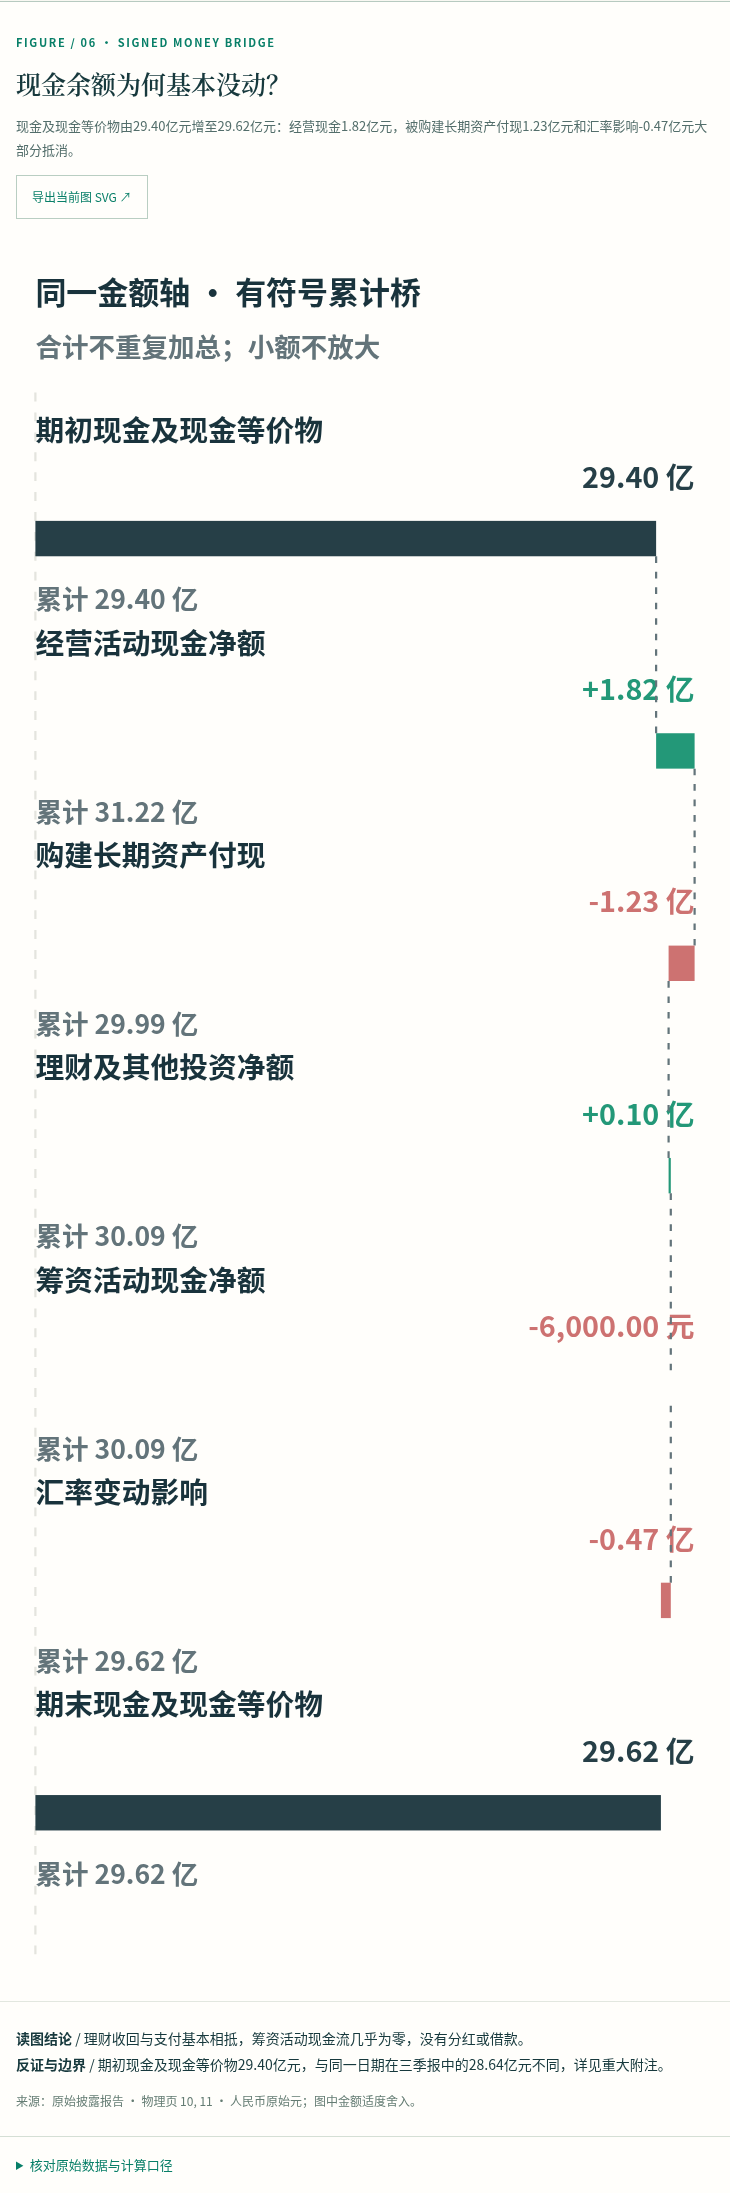 FIGURE / 06 · SIGNED MONEY BRIDGE
现金余额为何基本没动?
现金及现金等价物由29.40亿元增至29.62亿元：经营现金1.82亿元，被购建长期资产付现1.23亿元和汇率影响-0.47亿元大
部分抵消。
导出当前图 SVG ↗
同一金额轴 · 有符号累计桥
合计不重复加总；小额不放大
期初现金及现金等价物
29.40 亿
累计 29.40 亿
经营活动现金净额
+1.82 亿
累计 31.22 亿
购建长期资产付现
-1.23 亿
累计 29.99 亿
理财及其他投资净额
+0.10 亿
累计 30.09 亿
筹资活动现金净额
-6,000.00 元
累计 30.09 亿
汇率变动影响
-0.47 亿
累计 29.62 亿
期末现金及现金等价物
29.62 亿
累计 29.62 亿
读图结论 / 理财收回与支付基本相抵，筹资活动现金流几乎为零，没有分红或借款。
反证与边界 / 期初现金及现金等价物29.40亿元，与同一日期在三季报中的28.64亿元不同，详见重大附注。
来源：原始披露报告 · 物理页 10, 11 · 人民币原始元；图中金额适度舍入。
▶ 核对原始数据与计算口径